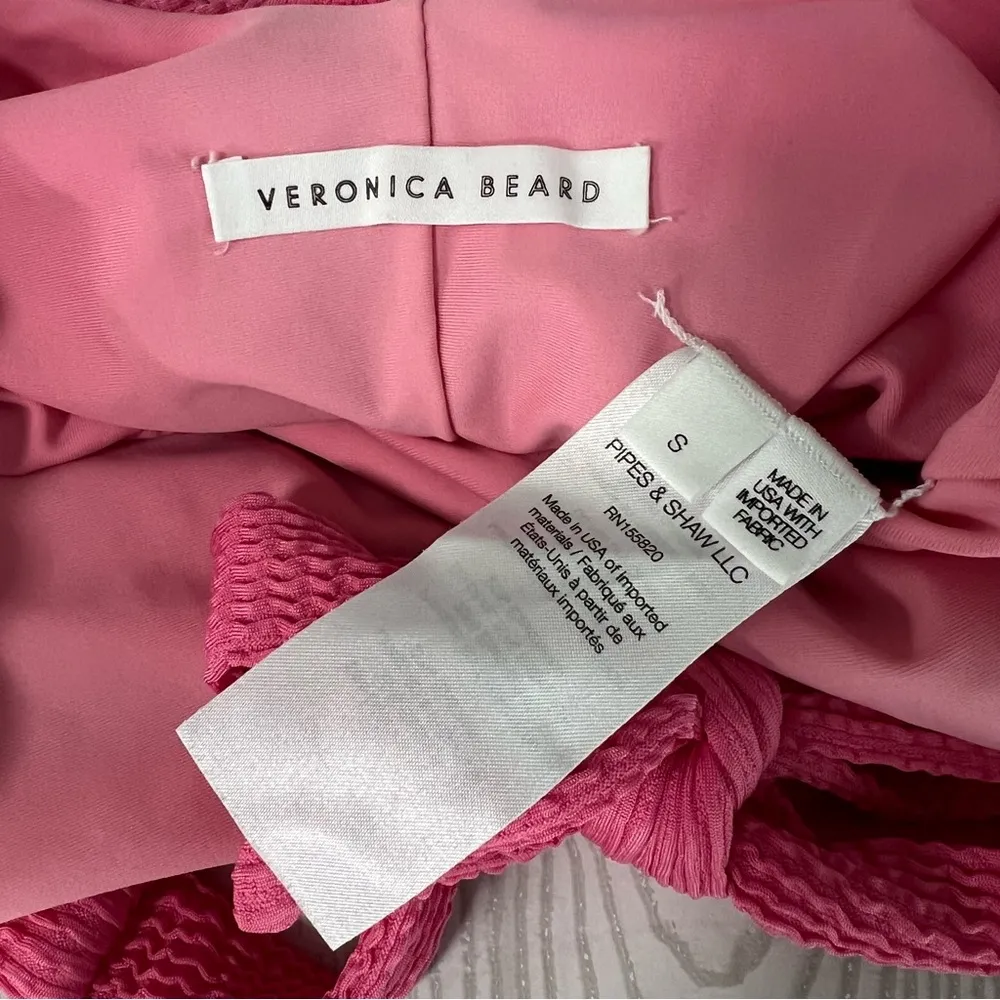 VERONICA BEARD
S
MADE IN
USA WITH
IMPORTED
FABRIC
PIPES & SHAW LLC
RN155820
Made in USA of Imported
materials / Fabriqué aux
États-Unis à partir de
matériaux importés